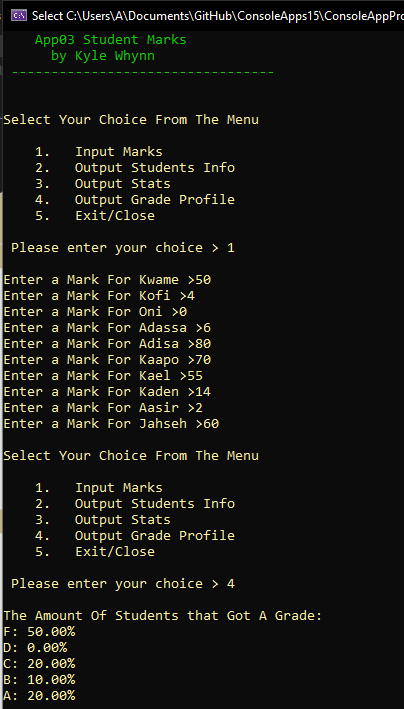 Select C:\Users\A\Documents\GitHub\ConsoleApps15\ConsoleAppPro
App03 Student Marks
by Kyle Whynn
---------------------------------
Select Your Choice From The Menu
1. Input Marks
2. Output Students Info
3. Output Stats
4. Output Grade Profile
5. Exit/Close
Please enter your choice > 1
Enter a Mark For Kwame >50
Enter a Mark For Kofi >4
Enter a Mark For Oni >0
Enter a Mark For Adassa >6
Enter a Mark For Adisa >80
Enter a Mark For Kaapo >70
Enter a Mark For Kael >55
Enter a Mark For Kaden >14
Enter a Mark For Aasir >2
Enter a Mark For Jahseh >60
Select Your Choice From The Menu
1. Input Marks
2. Output Students Info
3. Output Stats
4. Output Grade Profile
5. Exit/Close
Please enter your choice > 4
The Amount Of Students that Got A Grade:
F: 50.00%
D: 0.00%
C: 20.00%
B: 10.00%
A: 20.00%